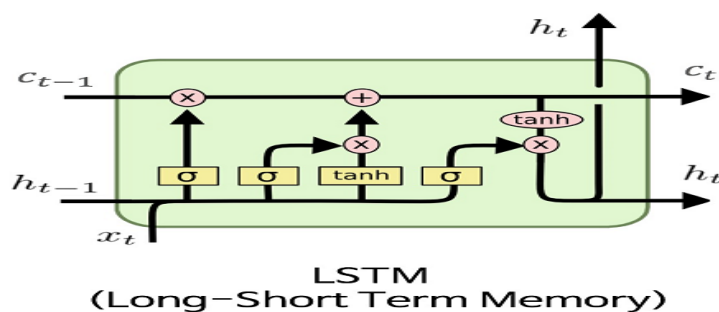 h_t
c_{t-1} × + c_t
tanh
× ×
h_{t-1} σ σ tanh σ h_t
x_t
LSTM
(Long-Short Term Memory)